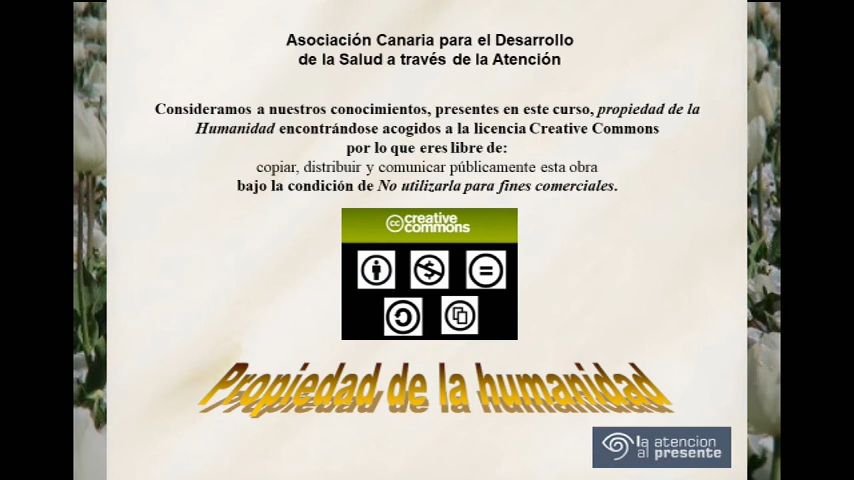 Asociación Canaria para el Desarrollo
de la Salud a través de la Atención
Consideramos a nuestros conocimientos, presentes en este curso, propiedad de la
Humanidad encontrándose acogidos a la licencia Creative Commons
por lo que eres libre de:
copiar, distribuir y comunicar públicamente esta obra
bajo la condición de No utilizarla para fines comerciales.
cc creative
commons
Propiedad de la humanidad
la atencion
al presente